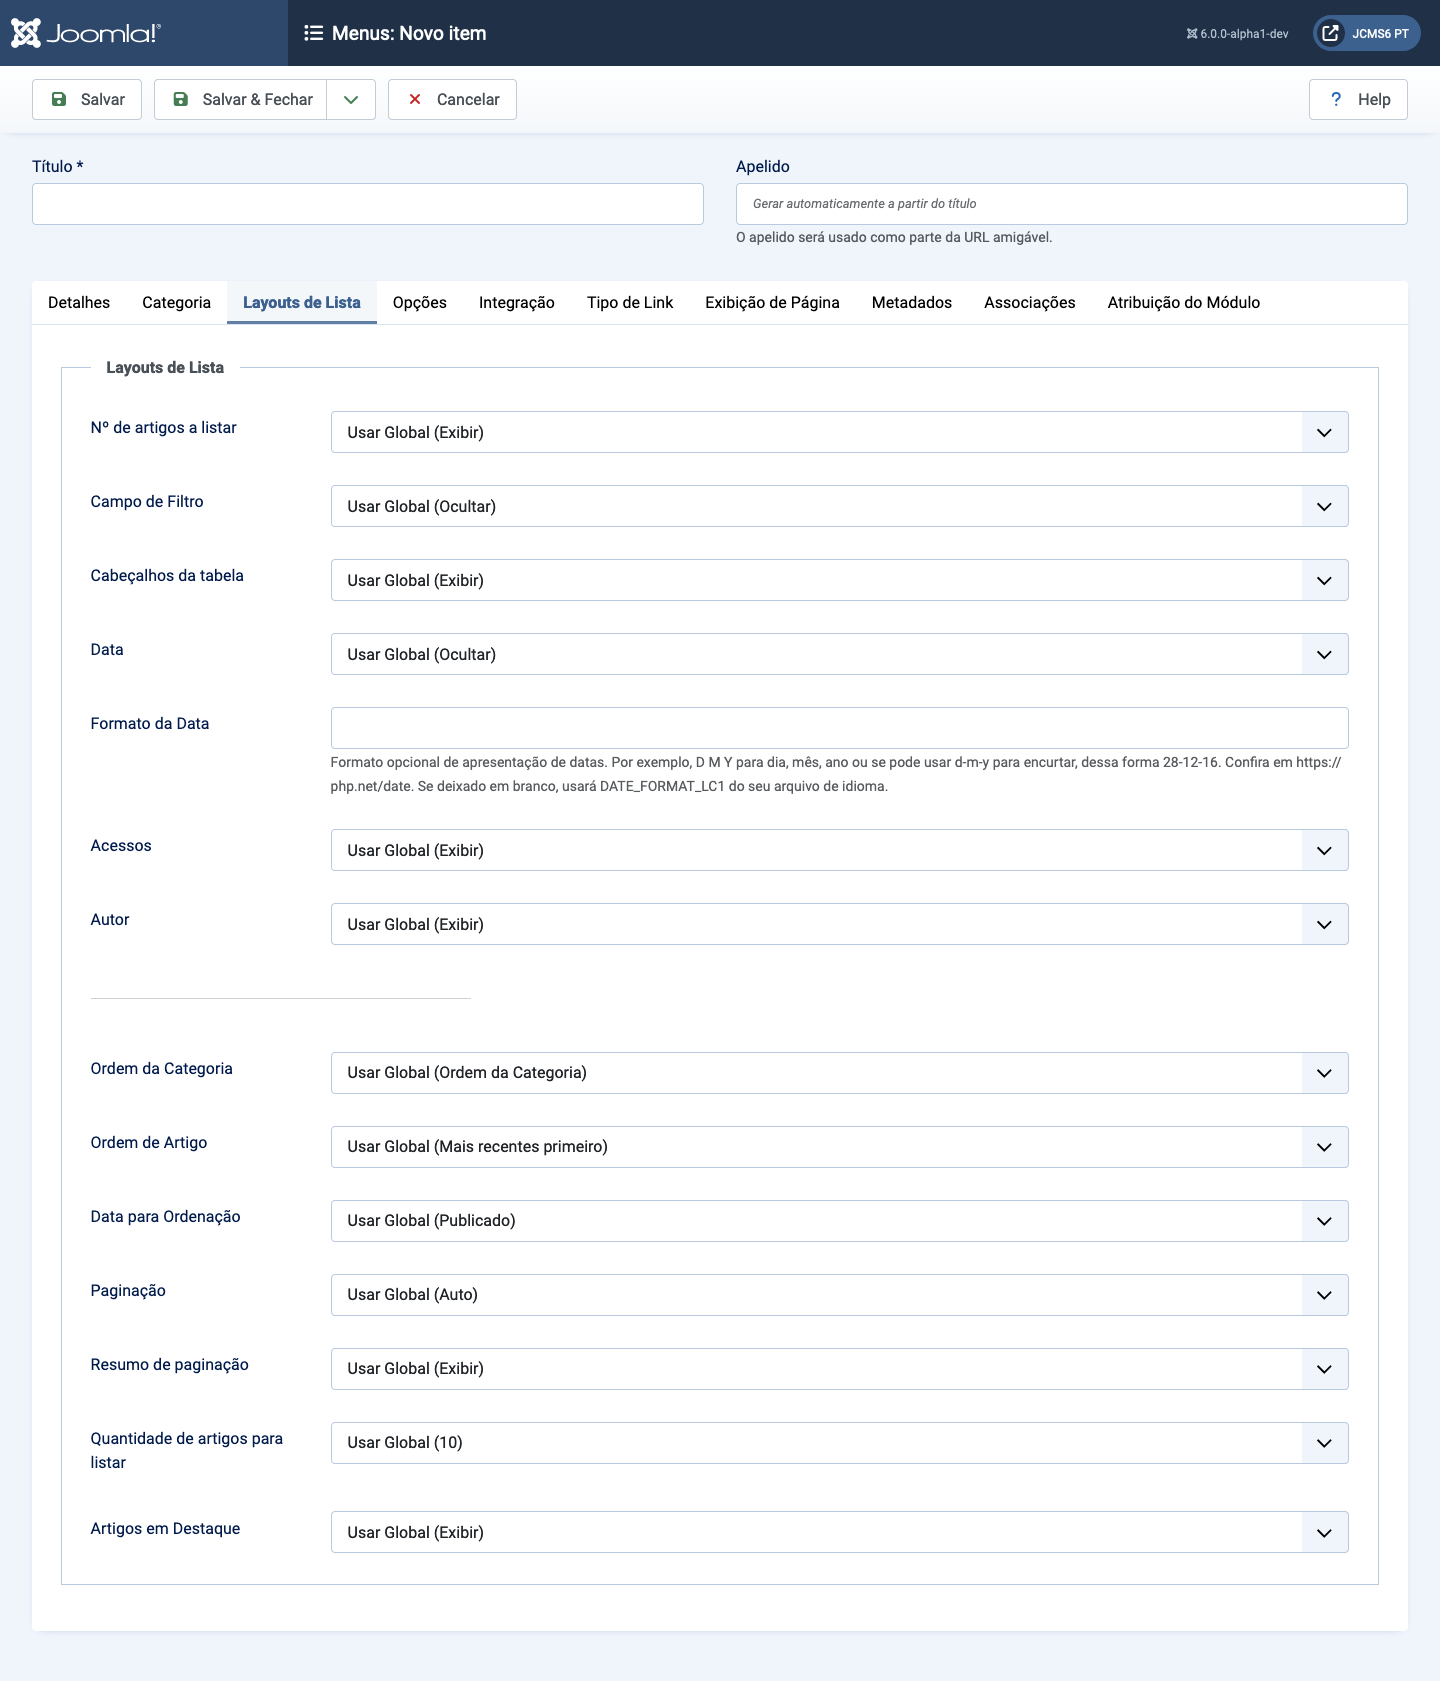 Joomla!®
Menus: Novo item
6.0.0-alpha1-dev
JCMS6 PT
Salvar
Salvar & Fechar
Cancelar
? Help
Título *
Apelido
Gerar automaticamente a partir do título
O apelido será usado como parte da URL amigável.
Detalhes Categoria Layouts de Lista Opções Integração Tipo de Link Exibição de Página Metadados Associações Atribuição do Módulo
Layouts de Lista
Nº de artigos a listar
Usar Global (Exibir)
Campo de Filtro
Usar Global (Ocultar)
Cabeçalhos da tabela
Usar Global (Exibir)
Data
Usar Global (Ocultar)
Formato da Data
Formato opcional de apresentação de datas. Por exemplo, D M Y para dia, mês, ano ou se pode usar d-m-y para encurtar, dessa forma 28-12-16. Confira em https://
php.net/date. Se deixado em branco, usará DATE_FORMAT_LC1 do seu arquivo de idioma.
Acessos
Usar Global (Exibir)
Autor
Usar Global (Exibir)
Ordem da Categoria
Usar Global (Ordem da Categoria)
Ordem de Artigo
Usar Global (Mais recentes primeiro)
Data para Ordenação
Usar Global (Publicado)
Paginação
Usar Global (Auto)
Resumo de paginação
Usar Global (Exibir)
Quantidade de artigos para
listar
Usar Global (10)
Artigos em Destaque
Usar Global (Exibir)